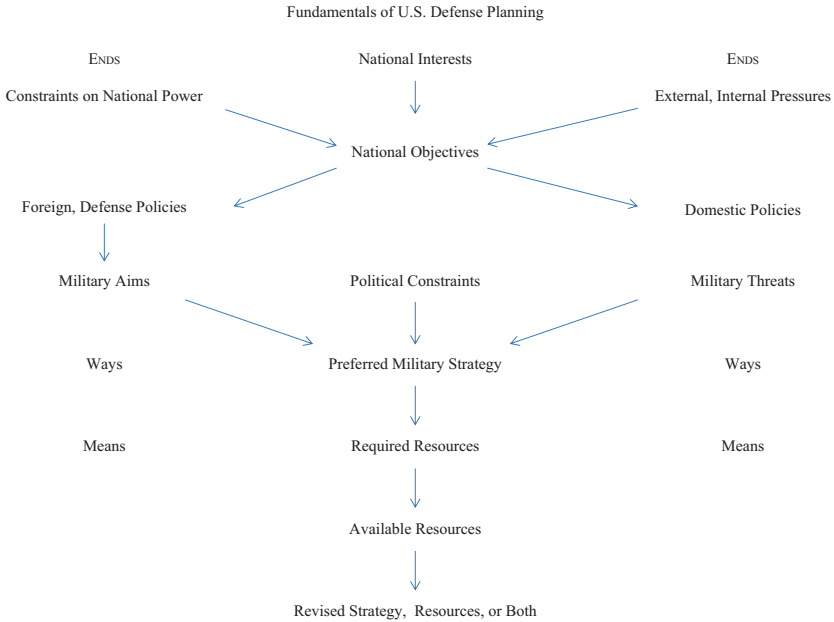 Fundamentals of U.S. Defense Planning
ENDS National Interests ENDS
Constraints on National Power External, Internal Pressures
National Objectives
Foreign, Defense Policies Domestic Policies
Military Aims Political Constraints Military Threats
Ways Preferred Military Strategy Ways
Means Required Resources Means
Available Resources
Revised Strategy, Resources, or Both